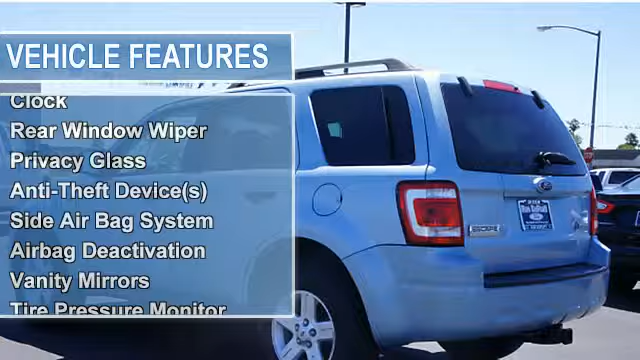 VEHICLE FEATURES
Clock
Rear Window Wiper
Privacy Glass
Anti-Theft Device(s)
Side Air Bag System
Airbag Deactivation
Vanity Mirrors
Tire Pressure Monitor
ESCAPE